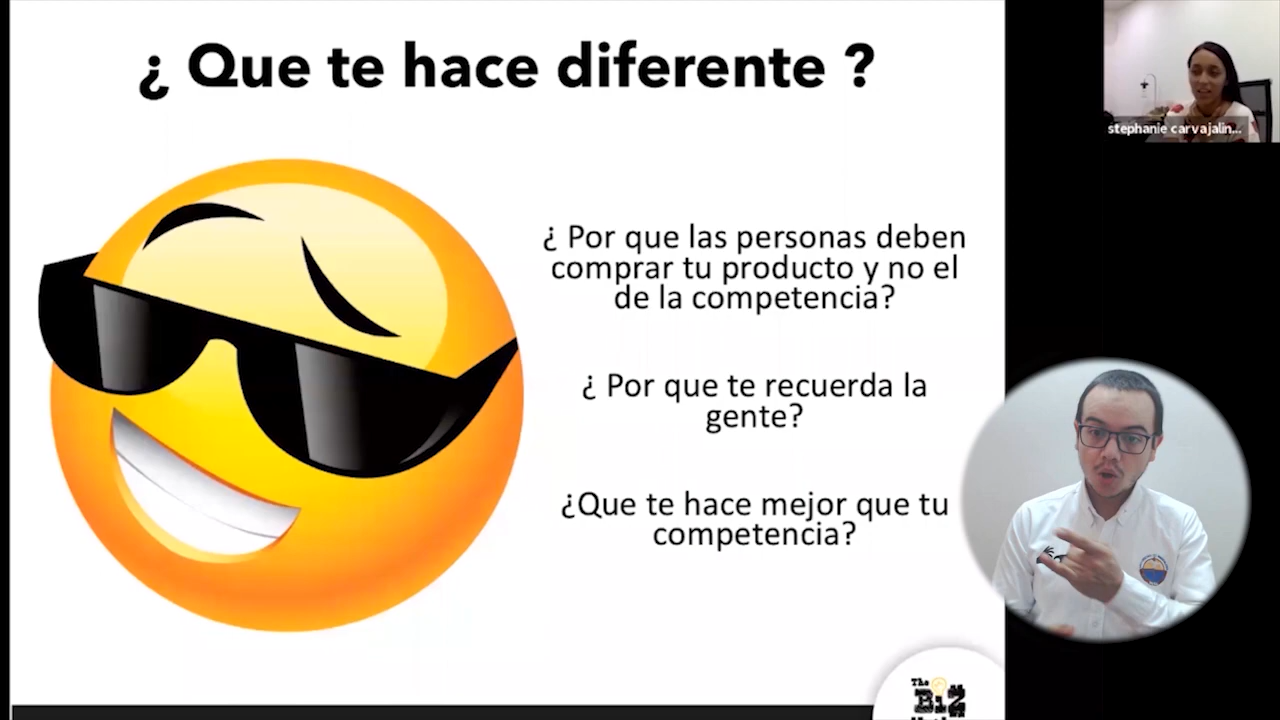 ¿ Que te hace diferente ?
stephanie carvajalin...
¿ Por que las personas deben
comprar tu producto y no el
de la competencia?
¿ Por que te recuerda la
gente?
¿Que te hace mejor que tu
competencia?
The
BiZ